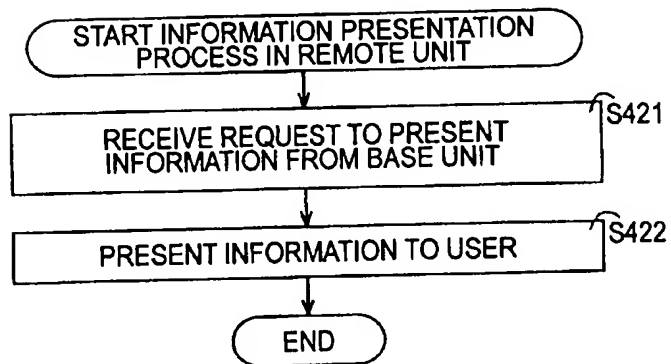 START INFORMATION PRESENTATION
PROCESS IN REMOTE UNIT
S421
RECEIVE REQUEST TO PRESENT
INFORMATION FROM BASE UNIT
S422
PRESENT INFORMATION TO USER
END